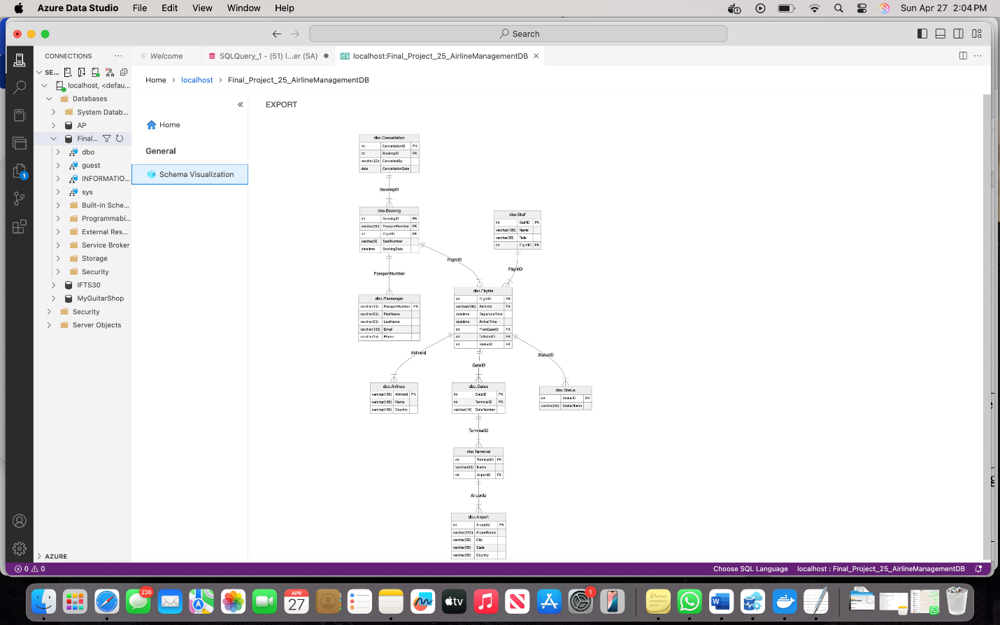 Azure Data Studio File Edit View Window Help
Sun Apr 27 2:04 PM
Search
CONNECTIONS
Welcome
SQLQuery_1 - (51) l...er (SA)
localhost:Final_Project_25_AirlineManagementDB
SE...
localhost, <defau...
Databases
System Datab...
AP
Final...
dbo
guest
INFORMATIO...
sys
Built-in Sche...
Programmabi...
External Res...
Service Broker
Storage
Security
IFT530
MyGuitarShop
Security
Server Objects
AZURE
1
Home > localhost > Final_Project_25_AirlineManagementDB
Home
General
Schema Visualization
EXPORT
dbo.Cancellation
int CancellationID PK
int BookingID FK
varchar(20) CancelledBy
date CancellationDate
BookingID
dbo.Booking
int BookingID PK
varchar(10) PassportNumber FK
int FlightID FK
varchar(3) SeatNumber
datetime BookingDate
dbo.Staff
int StaffID PK
varchar(100) Name
varchar(50) Role
int FlightID FK
FlightID
FlightID
PassportNumber
dbo.Passenger
varchar(10) PassportNumber PK
varchar(50) FirstName
varchar(50) LastName
varchar(100) Email
varchar(15) Phone
dbo.Flights
int FlightID PK
varchar(100) AirlineId FK
datetime DepartureTime
datetime ArrivalTime
int FromGateID FK
int ToGateID FK
int StatusID FK
AirlineId
GateID
StatusID
dbo.Airlines
varchar(100) AirlineId PK
varchar(100) Name
varchar(100) Country
dbo.Gates
int GateID PK
int TerminalID FK
varchar(10) GateNumber
dbo.Status
int StatusID PK
varchar(30) StatusName
TerminalID
dbo.Terminal
int TerminalID PK
varchar(20) Name
int AirportID FK
AirportId
dbo.Airport
int AirportId PK
varchar(100) AirportName
varchar(50) City
varchar(50) State
varchar(50) Country
0 0
Choose SQL Language
localhost : Final_Project_25_AirlineManagementDB
236
APR
27
tv
1